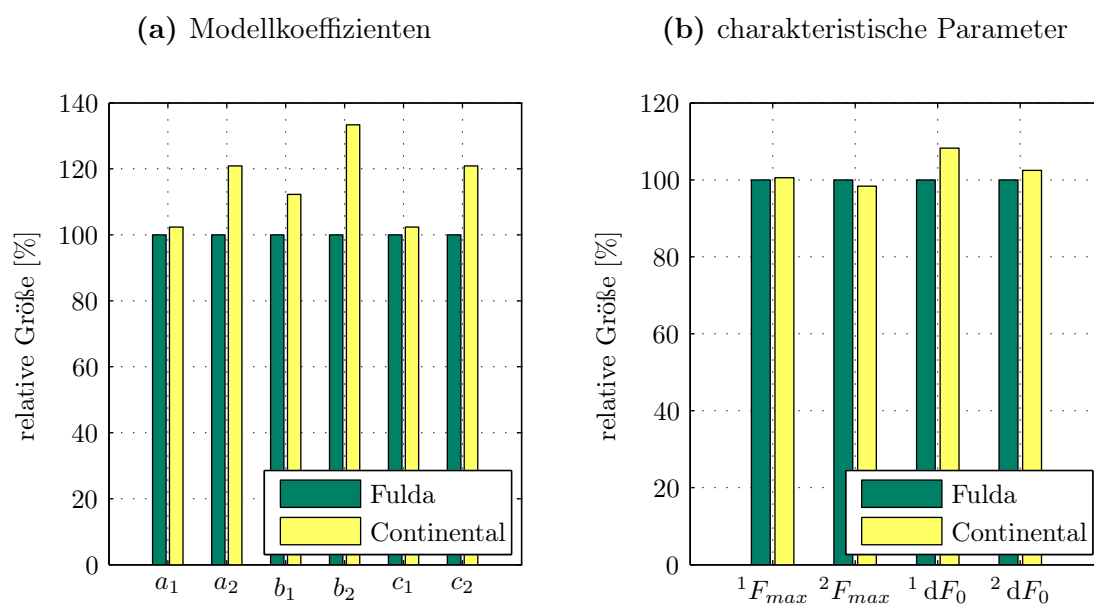 (a) Modellkoeffizienten
140
120
100
80
60
40
20
0
relative Größe [%]
a₁ a₂ b₁ b₂ c₁ c₂
Fulda
Continental
(b) charakteristische Parameter
120
100
80
60
40
20
0
relative Größe [%]
¹Fmax ²Fmax ¹dF₀ ²dF₀
Fulda
Continental